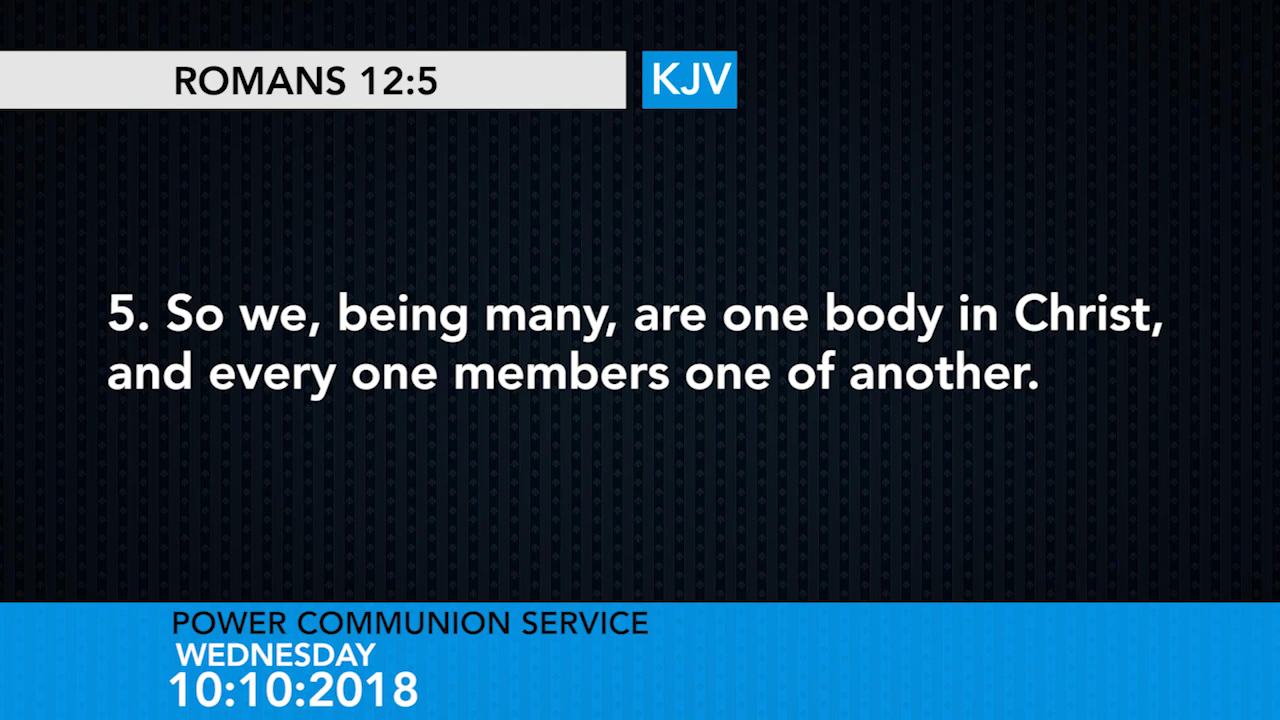 ROMANS 12:5 KJV
5. So we, being many, are one body in Christ,
and every one members one of another.
POWER COMMUNION SERVICE
WEDNESDAY
10:10:2018